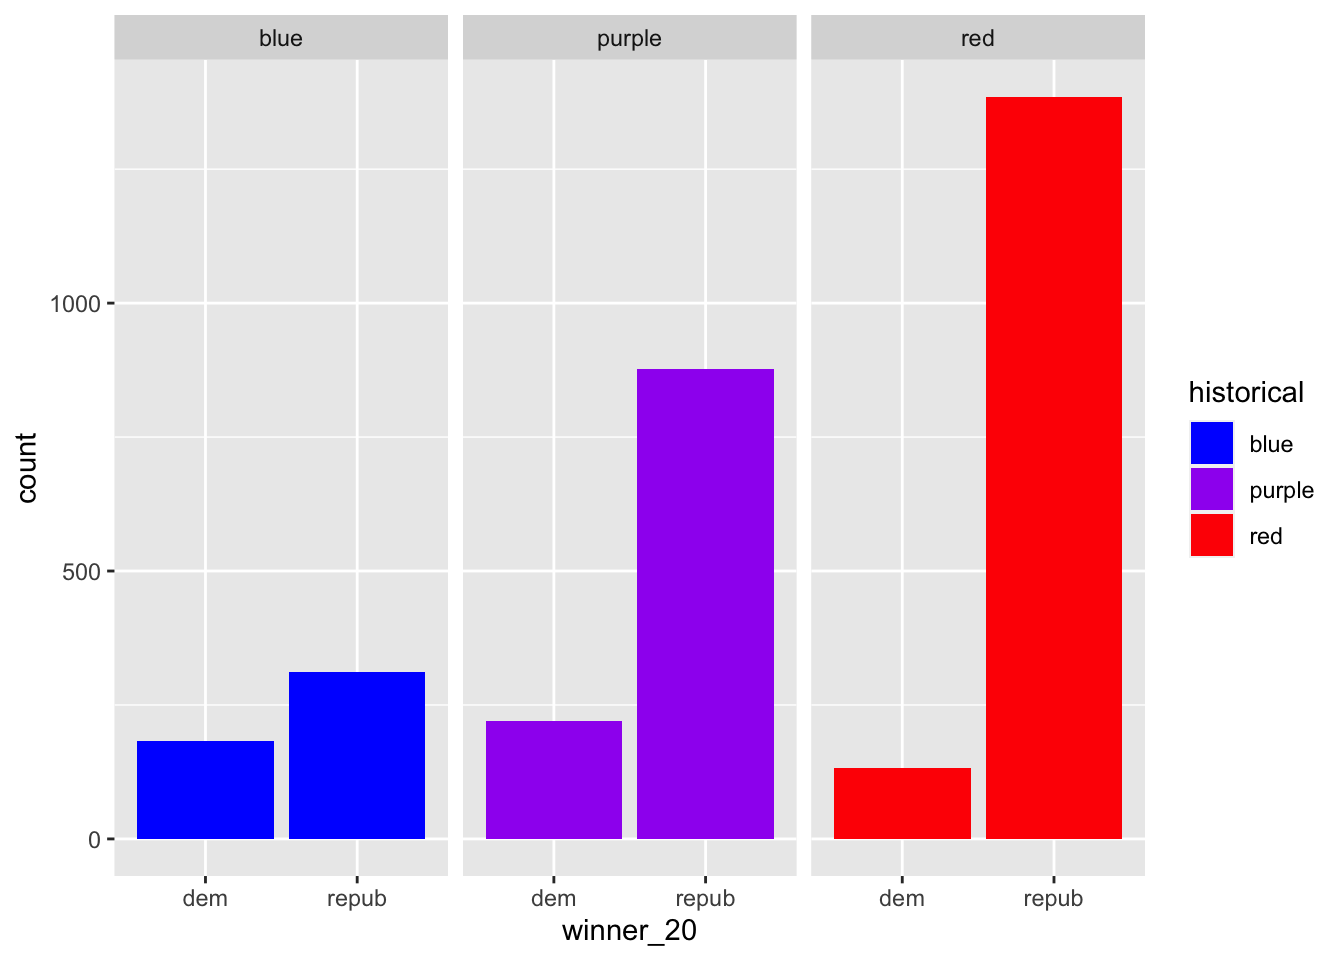 blue purple red
1000
500
0
count
dem repub dem repub dem repub
winner_20
historical
blue
purple
red